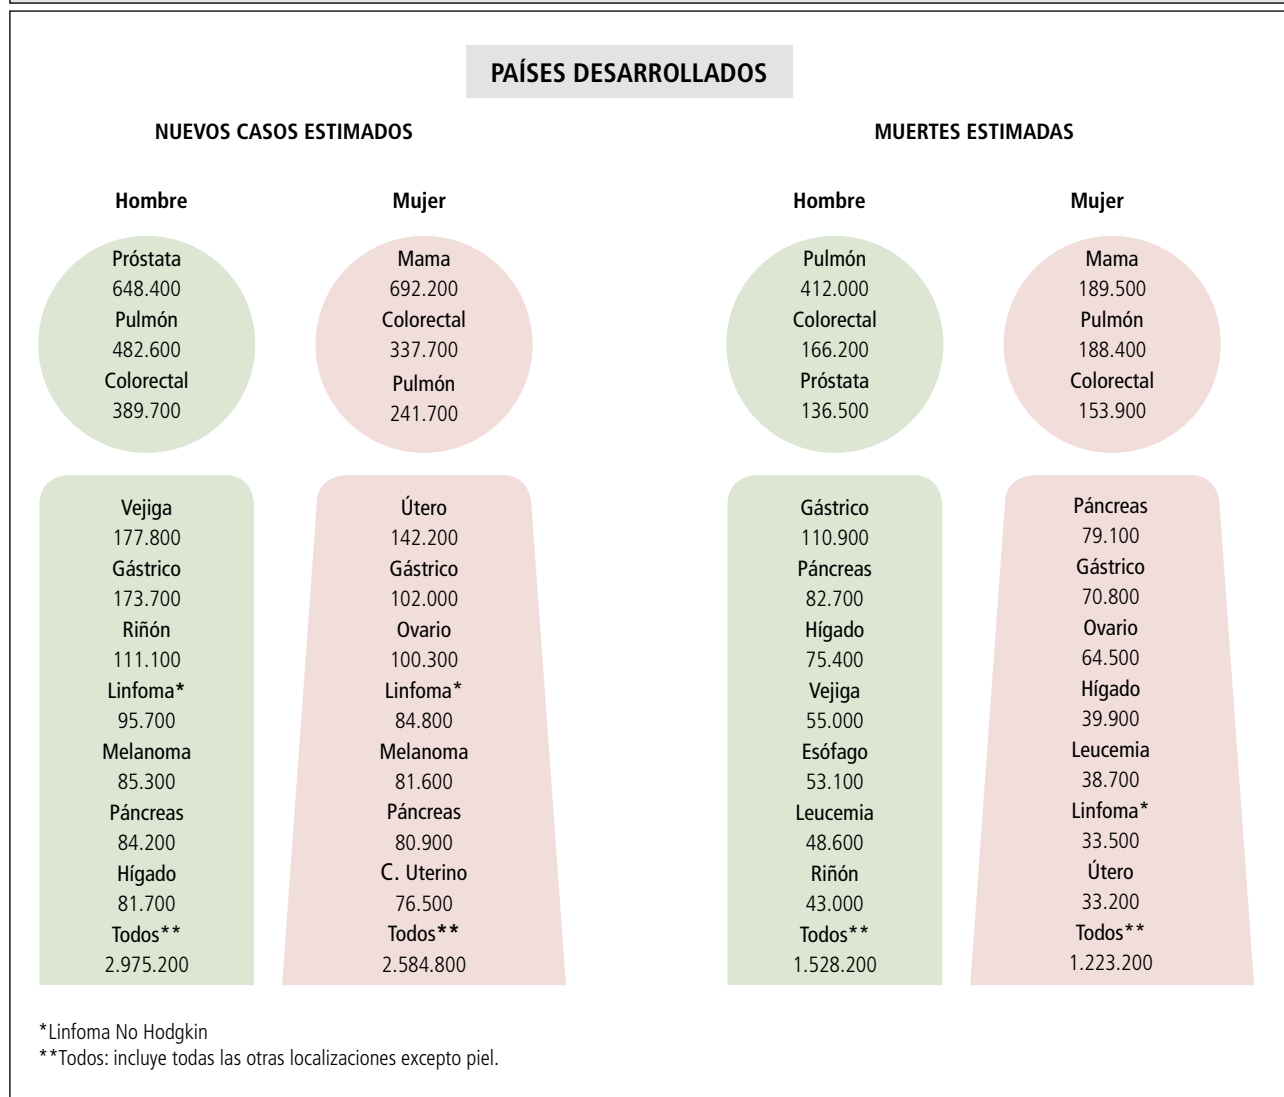 PAÍSES DESARROLLADOS
NUEVOS CASOS ESTIMADOS
Hombre
Próstata
648.400
Pulmón
482.600
Colorectal
389.700
Vejiga
177.800
Gástrico
173.700
Riñón
111.100
Linfoma*
95.700
Melanoma
85.300
Páncreas
84.200
Hígado
81.700
Todos**
2.975.200
Mujer
Mama
692.200
Colorectal
337.700
Pulmón
241.700
Útero
142.200
Gástrico
102.000
Ovario
100.300
Linfoma*
84.800
Melanoma
81.600
Páncreas
80.900
C. Uterino
76.500
Todos**
2.584.800
MUERTES ESTIMADAS
Hombre
Pulmón
412.000
Colorectal
166.200
Próstata
136.500
Gástrico
110.900
Páncreas
82.700
Hígado
75.400
Vejiga
55.000
Esófago
53.100
Leucemia
48.600
Riñón
43.000
Todos**
1.528.200
Mujer
Mama
189.500
Pulmón
188.400
Colorectal
153.900
Páncreas
79.100
Gástrico
70.800
Ovario
64.500
Hígado
39.900
Leucemia
38.700
Linfoma*
33.500
Útero
33.200
Todos**
1.223.200
*Linfoma No Hodgkin
**Todos: incluye todas las otras localizaciones excepto piel.